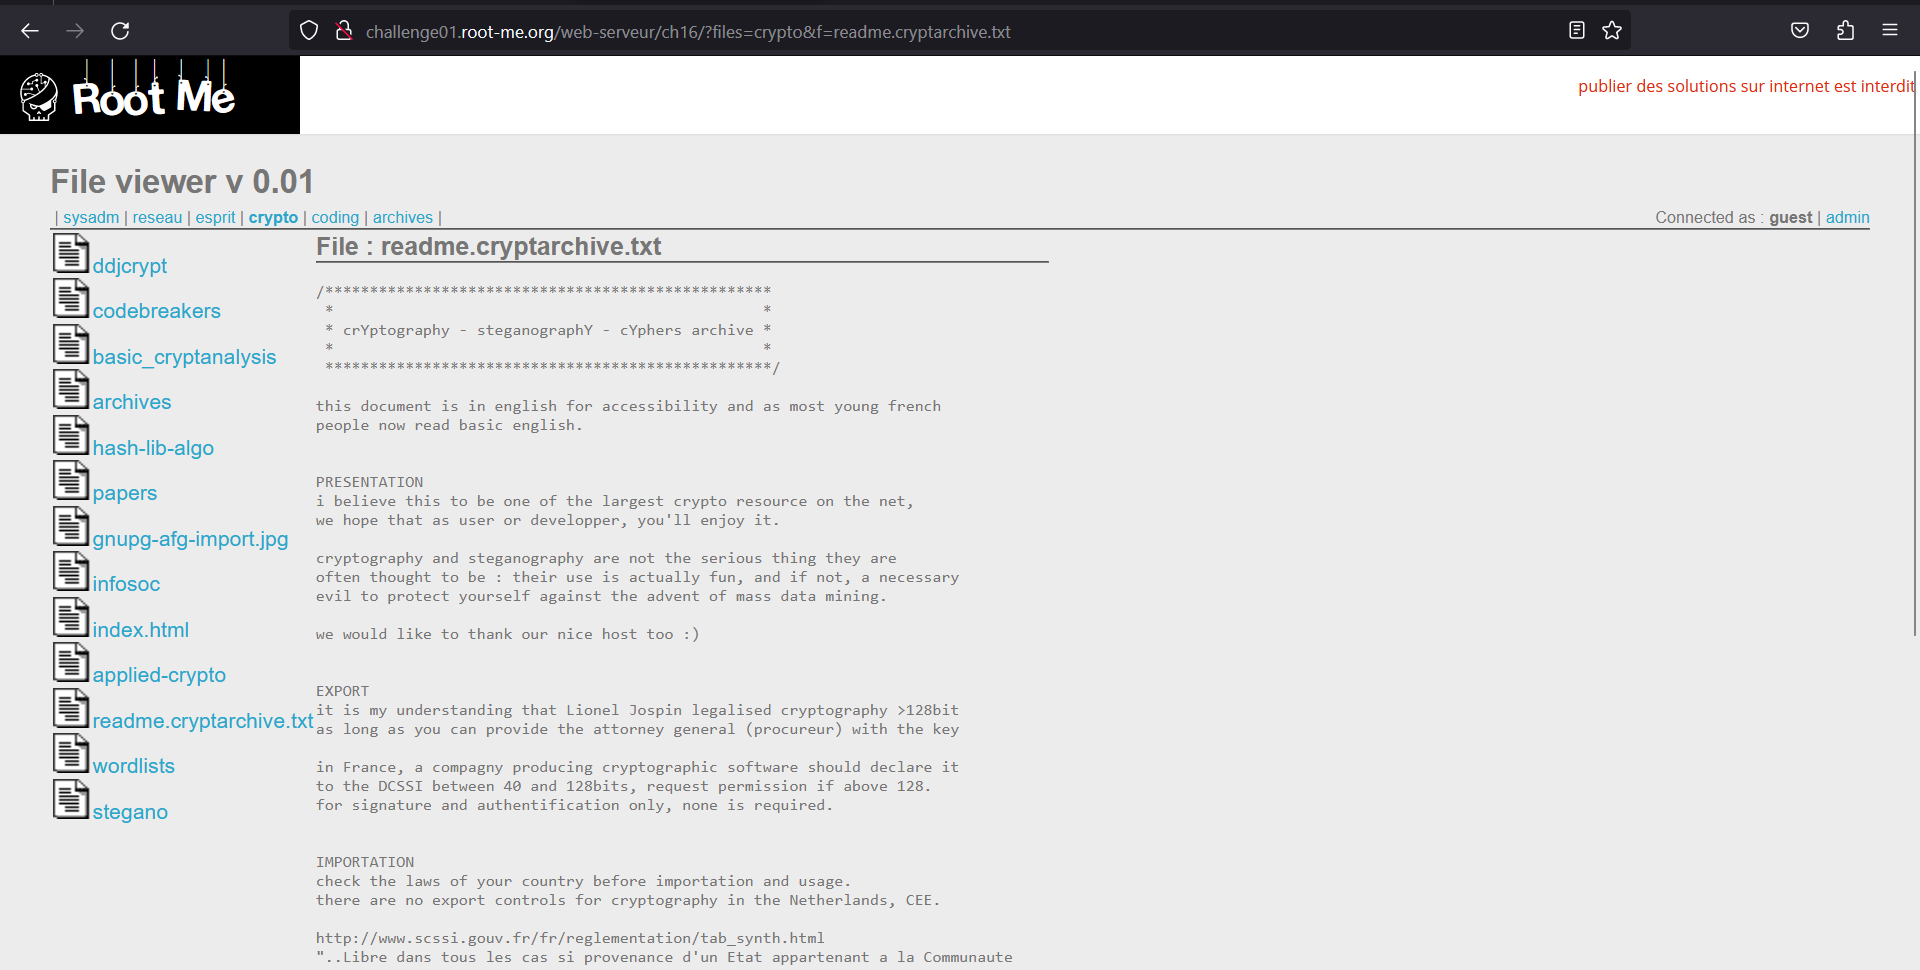 challenge01.root-me.org/web-serveur/ch16/?files=crypto&f=readme.cryptarchive.txt
Root Me
publier des solutions sur internet est interdit
File viewer v 0.01
| sysadm | reseau | esprit | crypto | coding | archives |
Connected as : guest | admin
ddjcrypt
codebreakers
basic_cryptanalysis
archives
hash-lib-algo
papers
gnupg-afg-import.jpg
infosoc
index.html
applied-crypto
readme.cryptarchive.txt
wordlists
stegano
File : readme.cryptarchive.txt
/**************************************************
* *
* crYptography - steganographY - cYphers archive *
* *
**************************************************/
this document is in english for accessibility and as most young french
people now read basic english.
PRESENTATION
i believe this to be one of the largest crypto resource on the net,
we hope that as user or developper, you'll enjoy it.
cryptography and steganography are not the serious thing they are
often thought to be : their use is actually fun, and if not, a necessary
evil to protect yourself against the advent of mass data mining.
we would like to thank our nice host too :)
EXPORT
it is my understanding that Lionel Jospin legalised cryptography >128bit
as long as you can provide the attorney general (procureur) with the key
in France, a compagny producing cryptographic software should declare it
to the DCSSI between 40 and 128bits, request permission if above 128.
for signature and authentification only, none is required.
IMPORTATION
check the laws of your country before importation and usage.
there are no export controls for cryptography in the Netherlands, CEE.
http://www.scssi.gouv.fr/fr/reglementation/tab_synth.html
"..Libre dans tous les cas si provenance d'un Etat appartenant a la Communaute